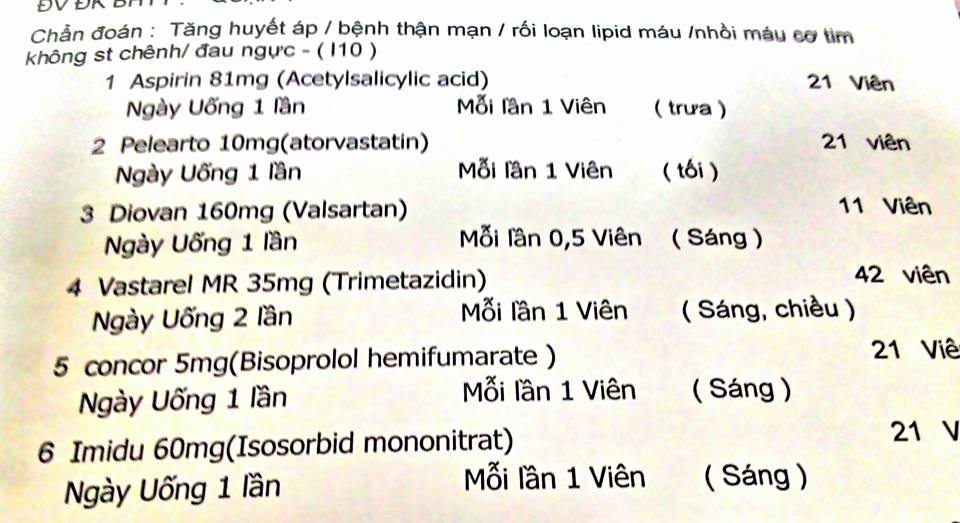 Chẩn đoán : Tăng huyết áp / bệnh thận mạn / rối loạn lipid máu /nhồi máu cơ tim
không st chênh/ đau ngực - ( I10 )
1 Aspirin 81mg (Acetylsalicylic acid) 21 Viên
Ngày Uống 1 lần Mỗi lần 1 Viên ( trưa )
2 Pelearto 10mg(atorvastatin) 21 viên
Ngày Uống 1 lần Mỗi lần 1 Viên ( tối )
3 Diovan 160mg (Valsartan) 11 Viên
Ngày Uống 1 lần Mỗi lần 0,5 Viên ( Sáng )
4 Vastarel MR 35mg (Trimetazidin) 42 viên
Ngày Uống 2 lần Mỗi lần 1 Viên ( Sáng, chiều )
5 concor 5mg(Bisoprolol hemifumarate ) 21 Viê
Ngày Uống 1 lần Mỗi lần 1 Viên ( Sáng )
6 Imidu 60mg(Isosorbid mononitrat) 21 V
Ngày Uống 1 lần Mỗi lần 1 Viên ( Sáng )